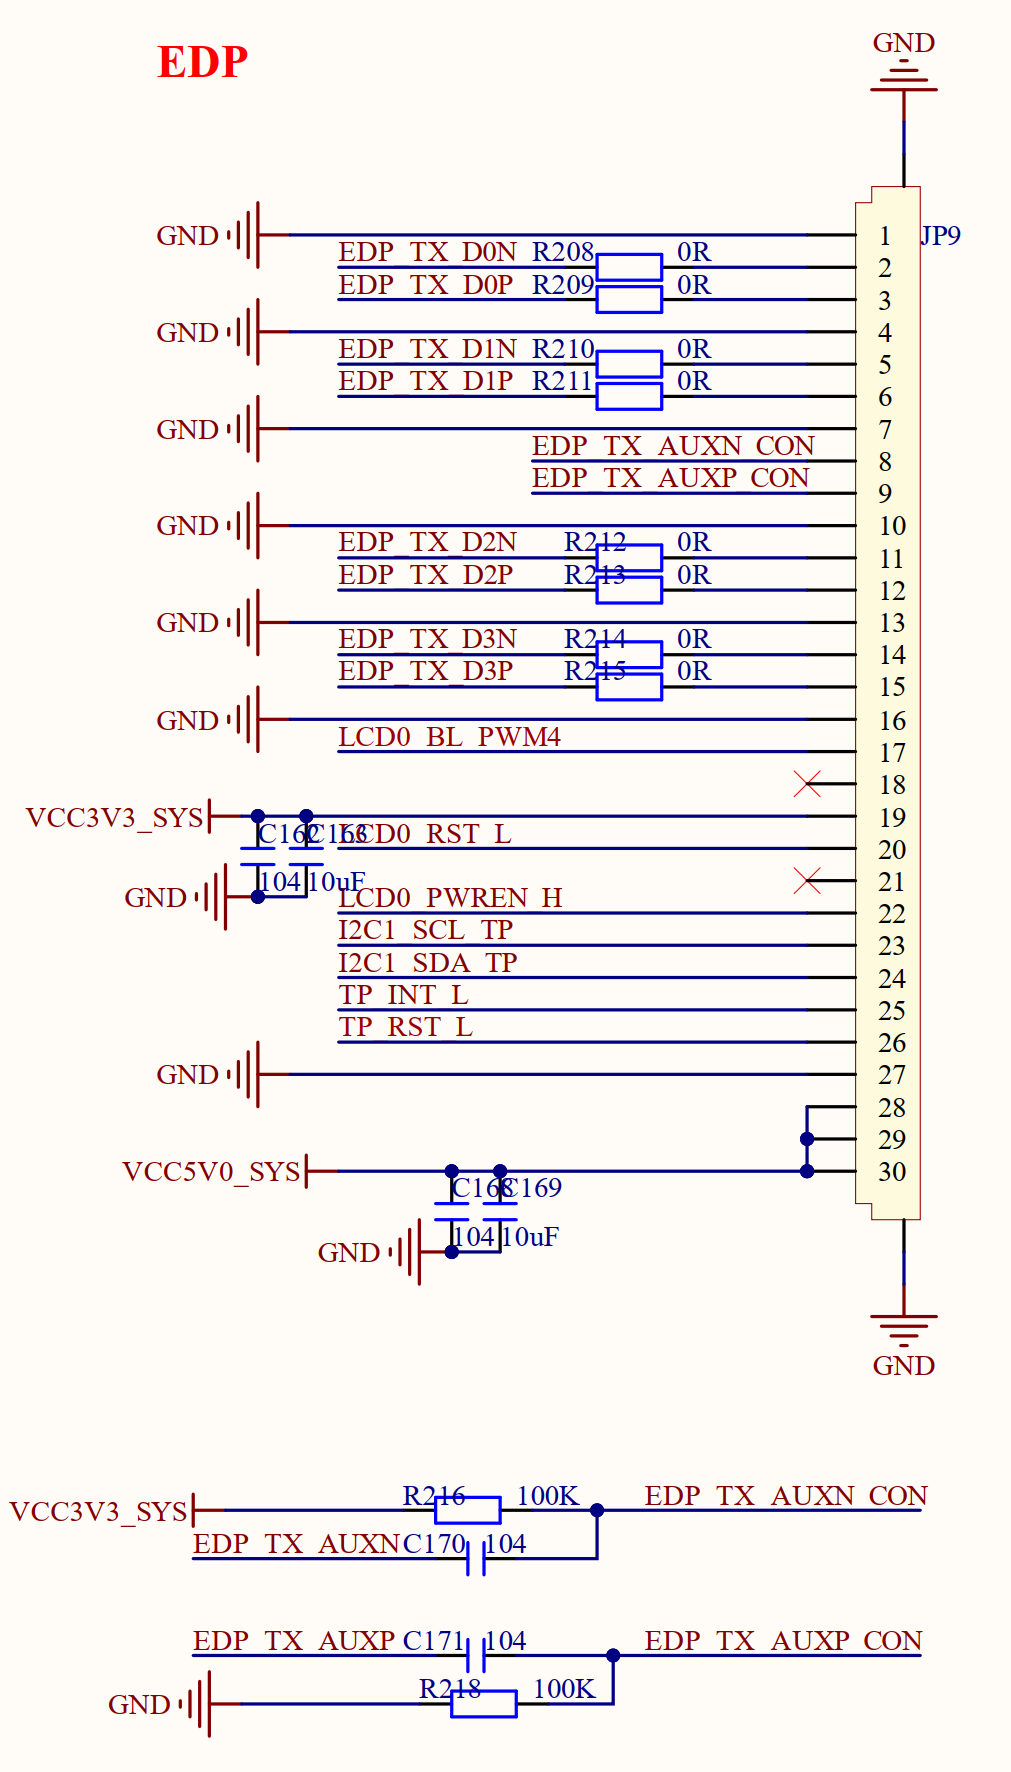 GND
EDP
GND 1 JP9
EDP_TX_D0N R208 0R 2
EDP_TX_D0P R209 0R 3
GND 4
EDP_TX_D1N R210 0R 5
EDP_TX_D1P R211 0R 6
GND 7
EDP_TX_AUXN_CON 8
EDP_TX_AUXP_CON 9
GND 10
EDP_TX_D2N R212 0R 11
EDP_TX_D2P R213 0R 12
GND 13
EDP_TX_D3N R214 0R 14
EDP_TX_D3P R215 0R 15
GND 16
LCD0_BL_PWM4 17
18
VCC3V3_SYS 19
C162 C163 LCD0_RST_L 20
GND 104 10uF 21
LCD0_PWREN_H 22
I2C1_SCL_TP 23
I2C1_SDA_TP 24
TP_INT_L 25
TP_RST_L 26
GND 27
28
29
VCC5V0_SYS 30
C168 C169
GND 104 10uF
GND
VCC3V3_SYS R216 100K EDP_TX_AUXN_CON
EDP_TX_AUXN C170 104
EDP_TX_AUXP C171 104 EDP_TX_AUXP_CON
GND R218 100K